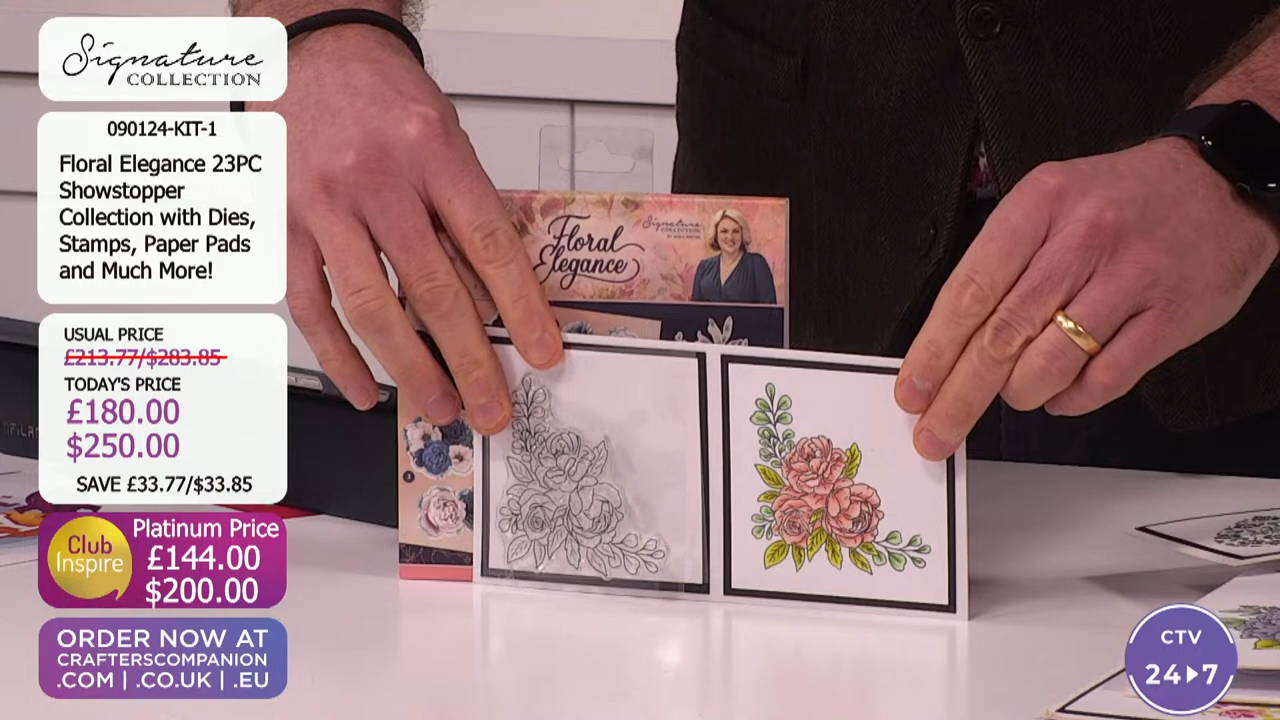 Signature
COLLECTION
090124-KIT-1
Floral Elegance 23PC
Showstopper
Collection with Dies,
Stamps, Paper Pads
and Much More!
USUAL PRICE
£213.77/$283.85
TODAY'S PRICE
£180.00
$250.00
SAVE £33.77/$33.85
Club
Inspire
Platinum Price
£144.00
$200.00
ORDER NOW AT
CRAFTERSCOMPANION
.COM | .CO.UK | .EU
Floral
Elegance
Signature
COLLECTION
CTV
24▶7